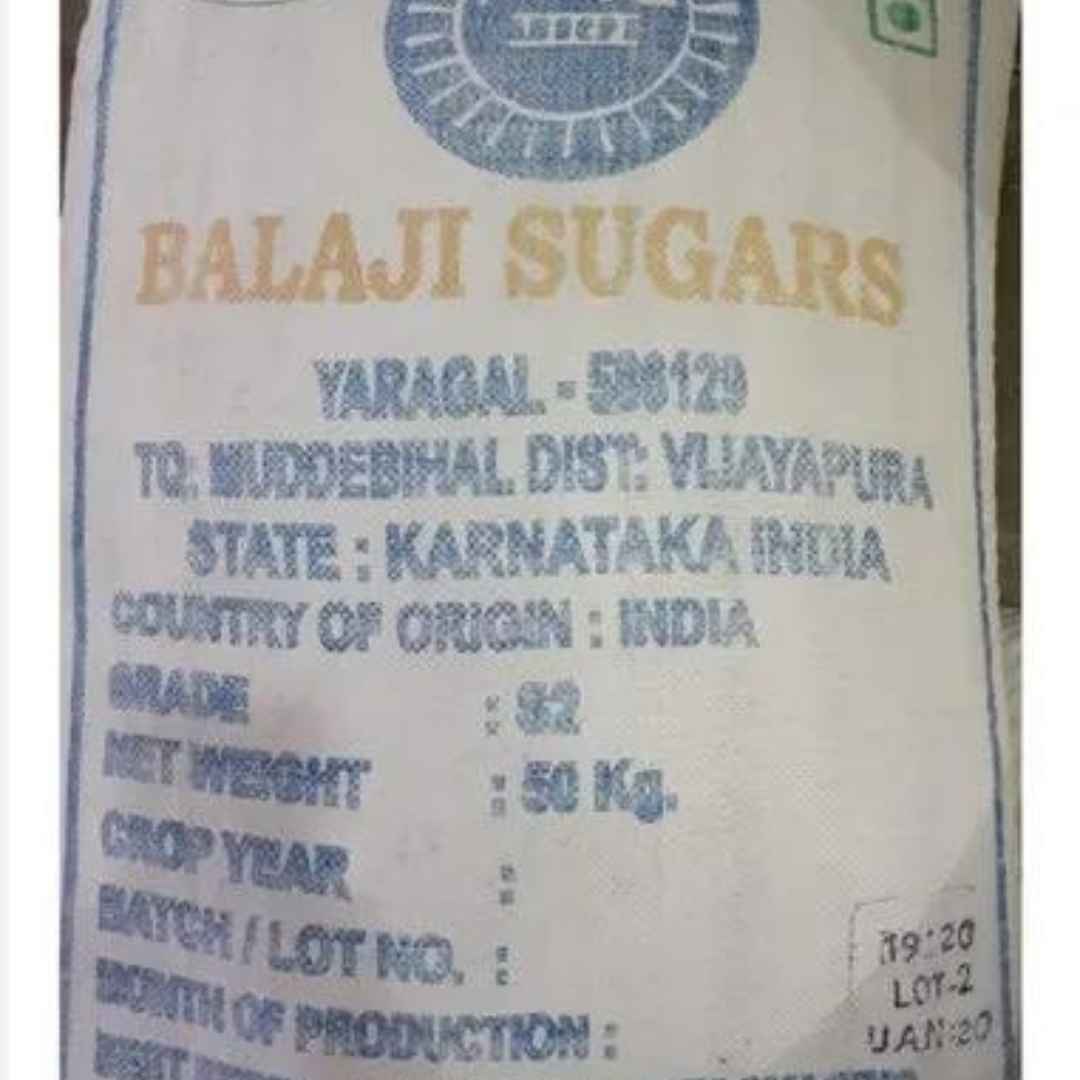 BALAJI SUGARS
YARAGAL - 586129
TQ: MUDDEBIHAL DIST: VIJAYAPURA
STATE : KARNATAKA INDIA
COUNTRY OF ORIGIN : INDIA
GRADE : S2
NET WEIGHT : 50 Kg.
CROP YEAR :
BATCH / LOT NO. :
MONTH OF PRODUCTION :
19:20
LOT-2
JAN:20